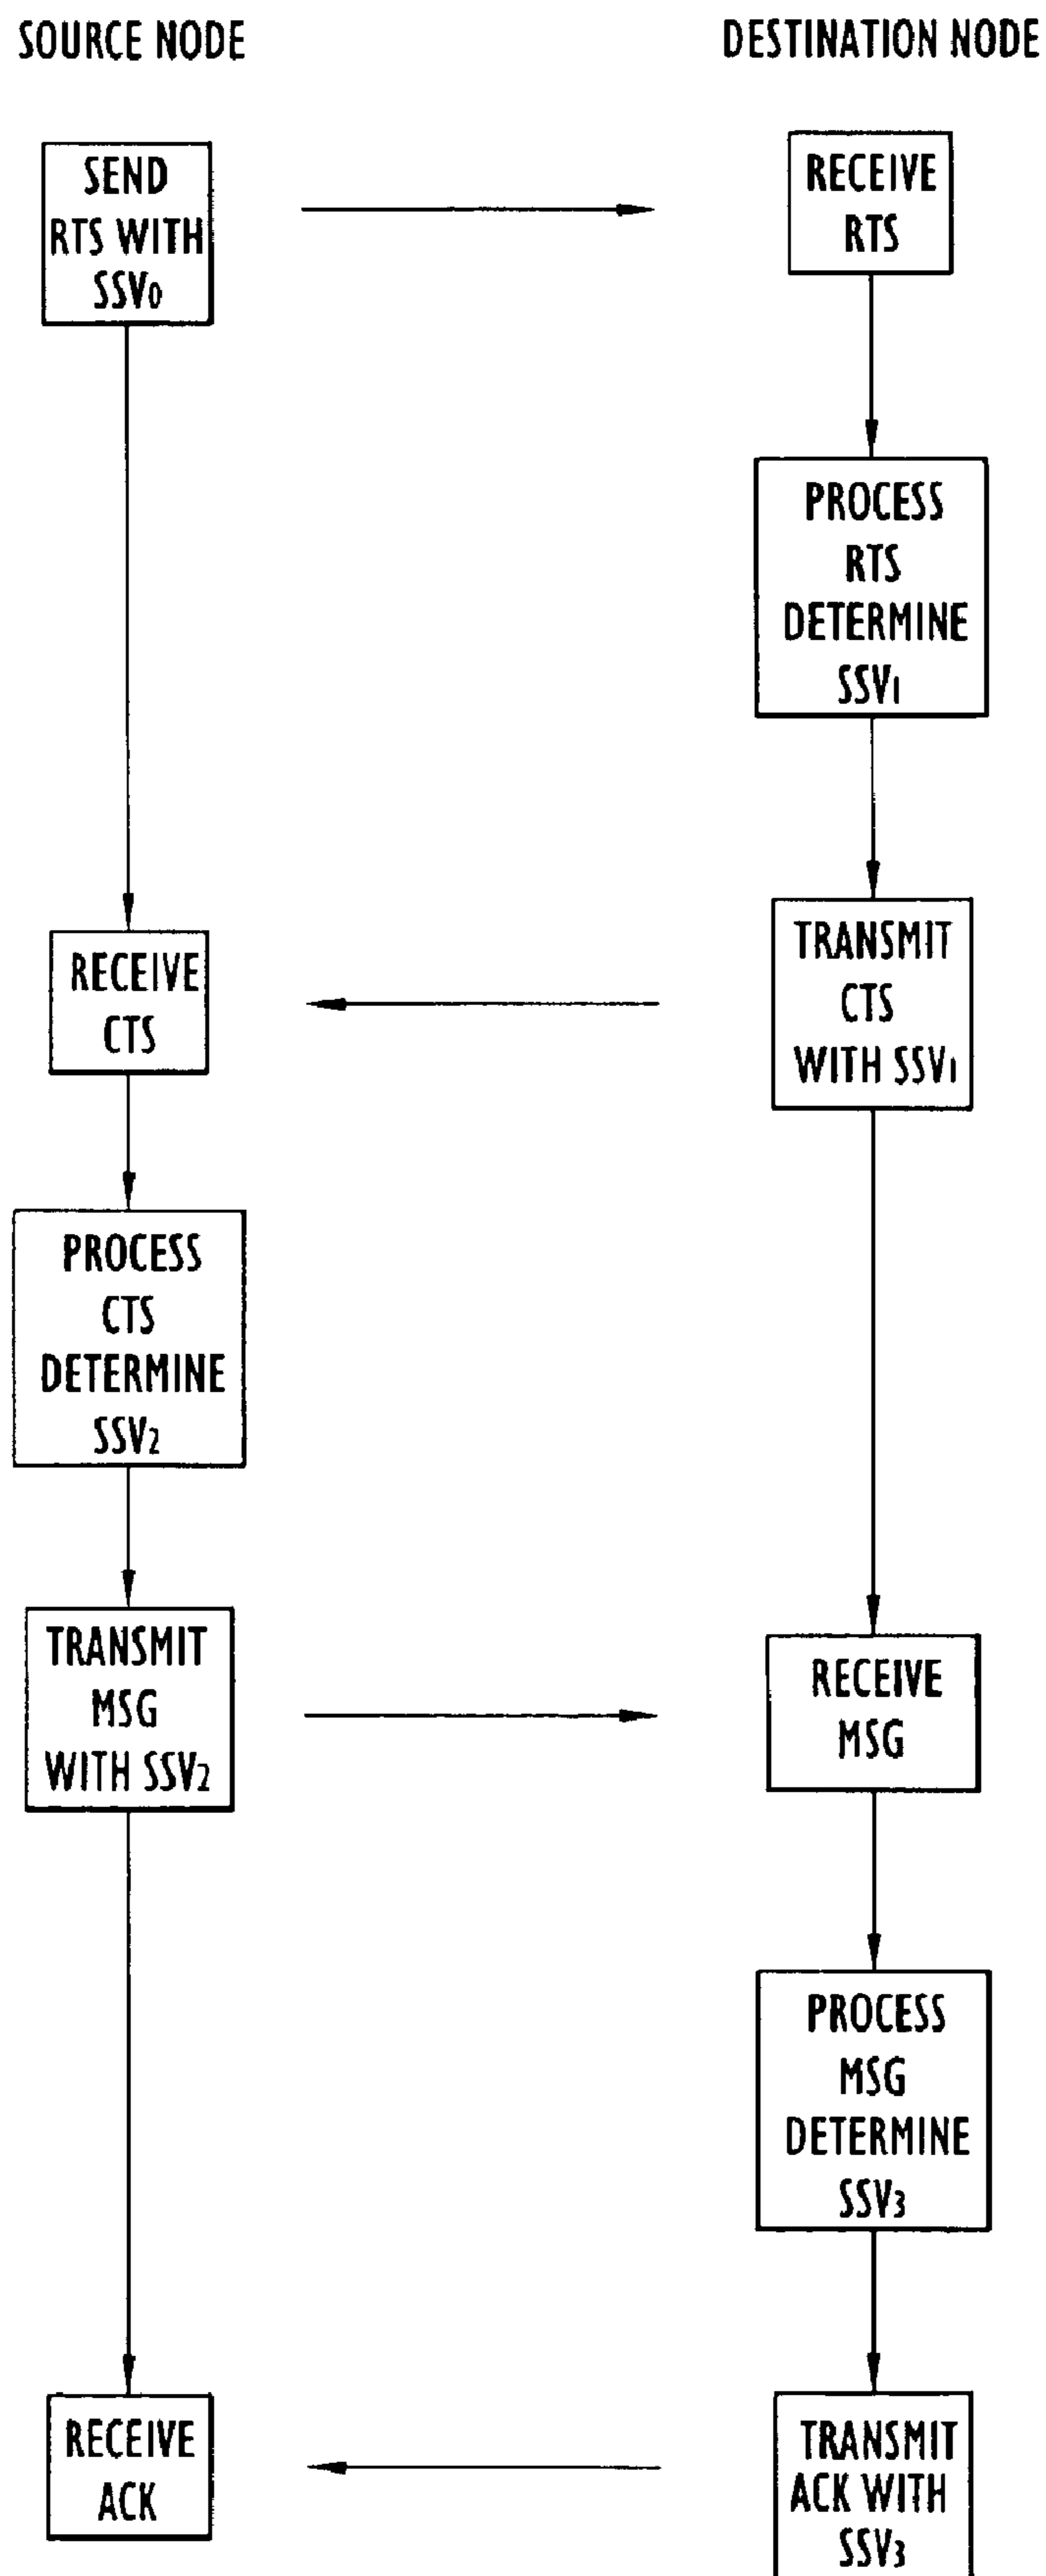 SOURCE NODE
DESTINATION NODE
SEND
RTS WITH
SSV0
RECEIVE
RTS
PROCESS
RTS
DETERMINE
SSV1
TRANSMIT
CTS
WITH SSV1
RECEIVE
CTS
PROCESS
CTS
DETERMINE
SSV2
TRANSMIT
MSG
WITH SSV2
RECEIVE
MSG
PROCESS
MSG
DETERMINE
SSV3
TRANSMIT
ACK WITH
SSV3
RECEIVE
ACK